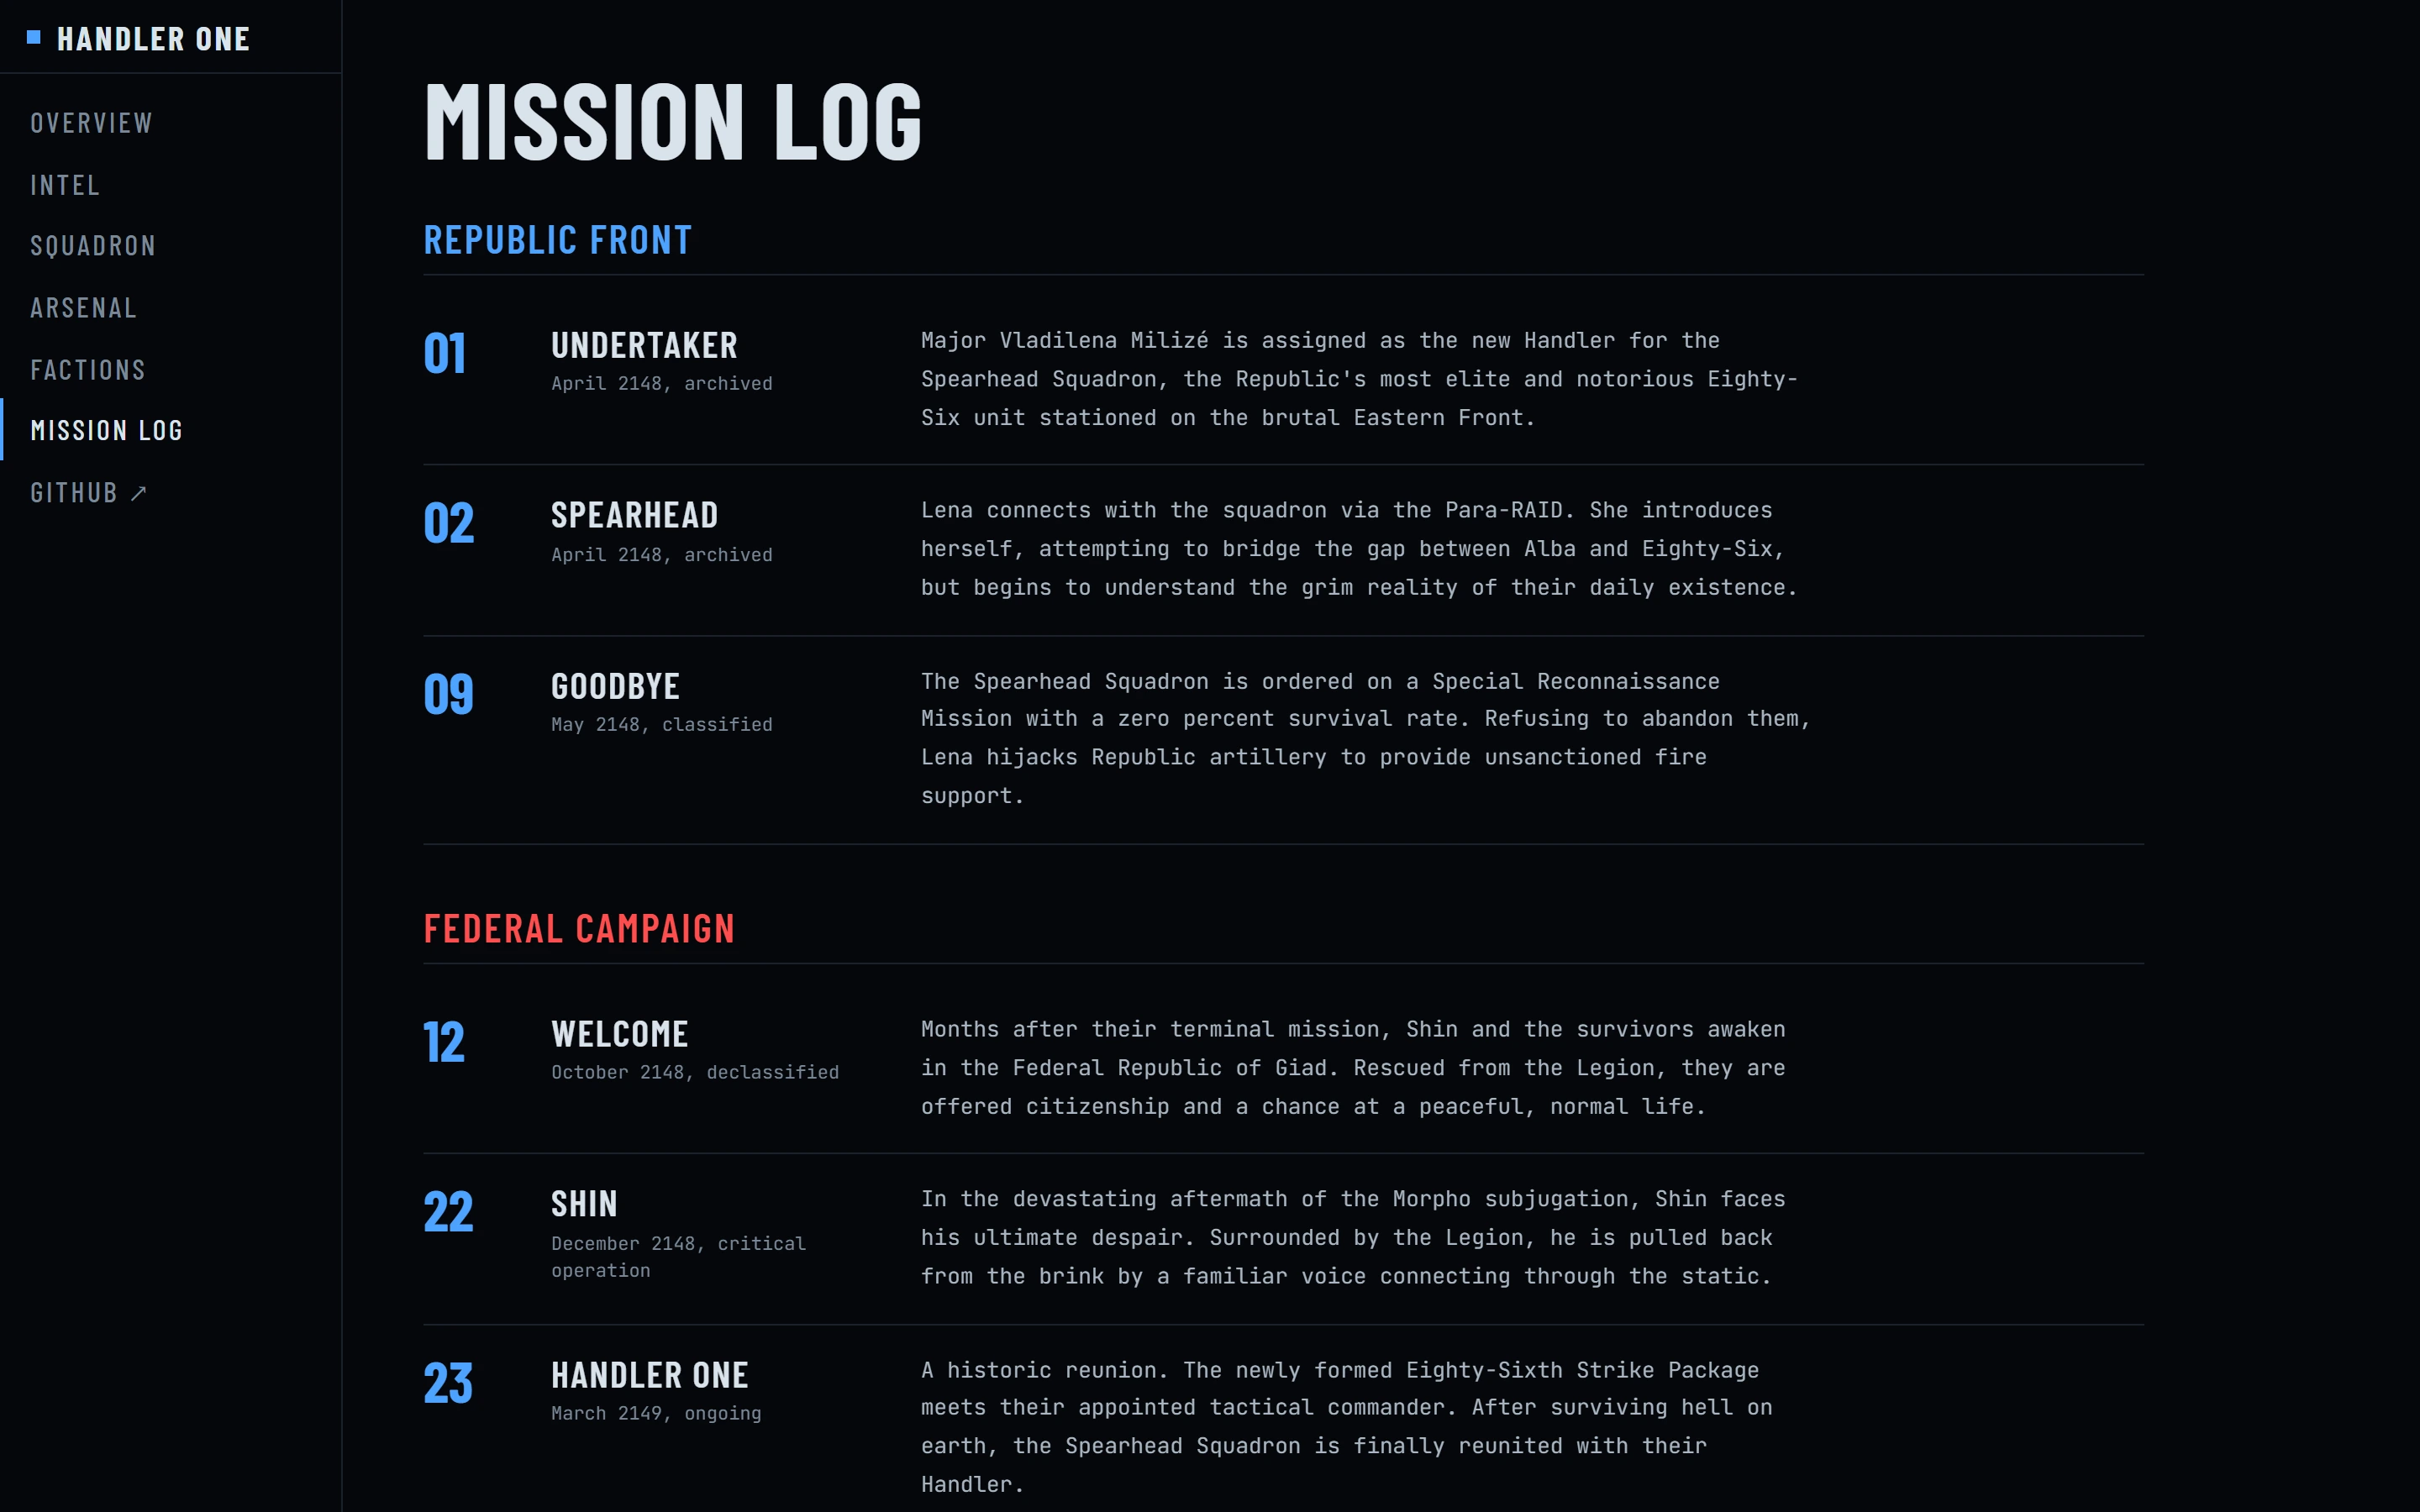 HANDLER ONE
OVERVIEW
INTEL
SQUADRON
ARSENAL
FACTIONS
MISSION LOG
GITHUB ↗
MISSION LOG
REPUBLIC FRONT
01
UNDERTAKER
April 2148, archived
Major Vladilena Milizé is assigned as the new Handler for the
Spearhead Squadron, the Republic's most elite and notorious Eighty-
Six unit stationed on the brutal Eastern Front.
02
SPEARHEAD
April 2148, archived
Lena connects with the squadron via the Para-RAID. She introduces
herself, attempting to bridge the gap between Alba and Eighty-Six,
but begins to understand the grim reality of their daily existence.
09
GOODBYE
May 2148, classified
The Spearhead Squadron is ordered on a Special Reconnaissance
Mission with a zero percent survival rate. Refusing to abandon them,
Lena hijacks Republic artillery to provide unsanctioned fire
support.
FEDERAL CAMPAIGN
12
WELCOME
October 2148, declassified
Months after their terminal mission, Shin and the survivors awaken
in the Federal Republic of Giad. Rescued from the Legion, they are
offered citizenship and a chance at a peaceful, normal life.
22
SHIN
December 2148, critical
operation
In the devastating aftermath of the Morpho subjugation, Shin faces
his ultimate despair. Surrounded by the Legion, he is pulled back
from the brink by a familiar voice connecting through the static.
23
HANDLER ONE
March 2149, ongoing
A historic reunion. The newly formed Eighty-Sixth Strike Package
meets their appointed tactical commander. After surviving hell on
earth, the Spearhead Squadron is finally reunited with their
Handler.